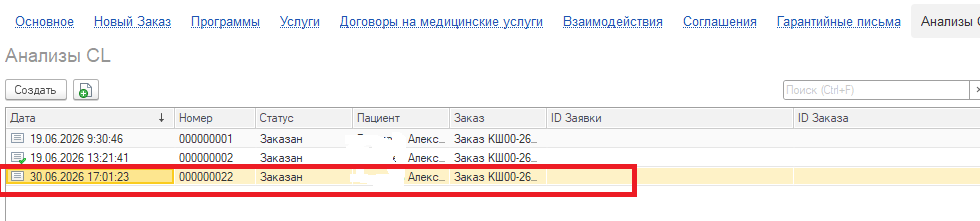 Основное Новый Заказ Программы Услуги Договоры на медицинские услуги Взаимодействия Соглашения Гарантийные письма Анализы
Анализы CL
Создать Поиск (Ctrl+F) ×
Дата ↓ Номер Статус Пациент Заказ ID Заявки ID Заказа
19.06.2026 9:30:46 000000001 Заказан Алекс... Заказ КШ00-26...
19.06.2026 13:21:41 000000002 Заказан Алекс... Заказ КШ00-26...
30.06.2026 17:01:23 000000022 Заказан Алекс... Заказ КШ00-26...